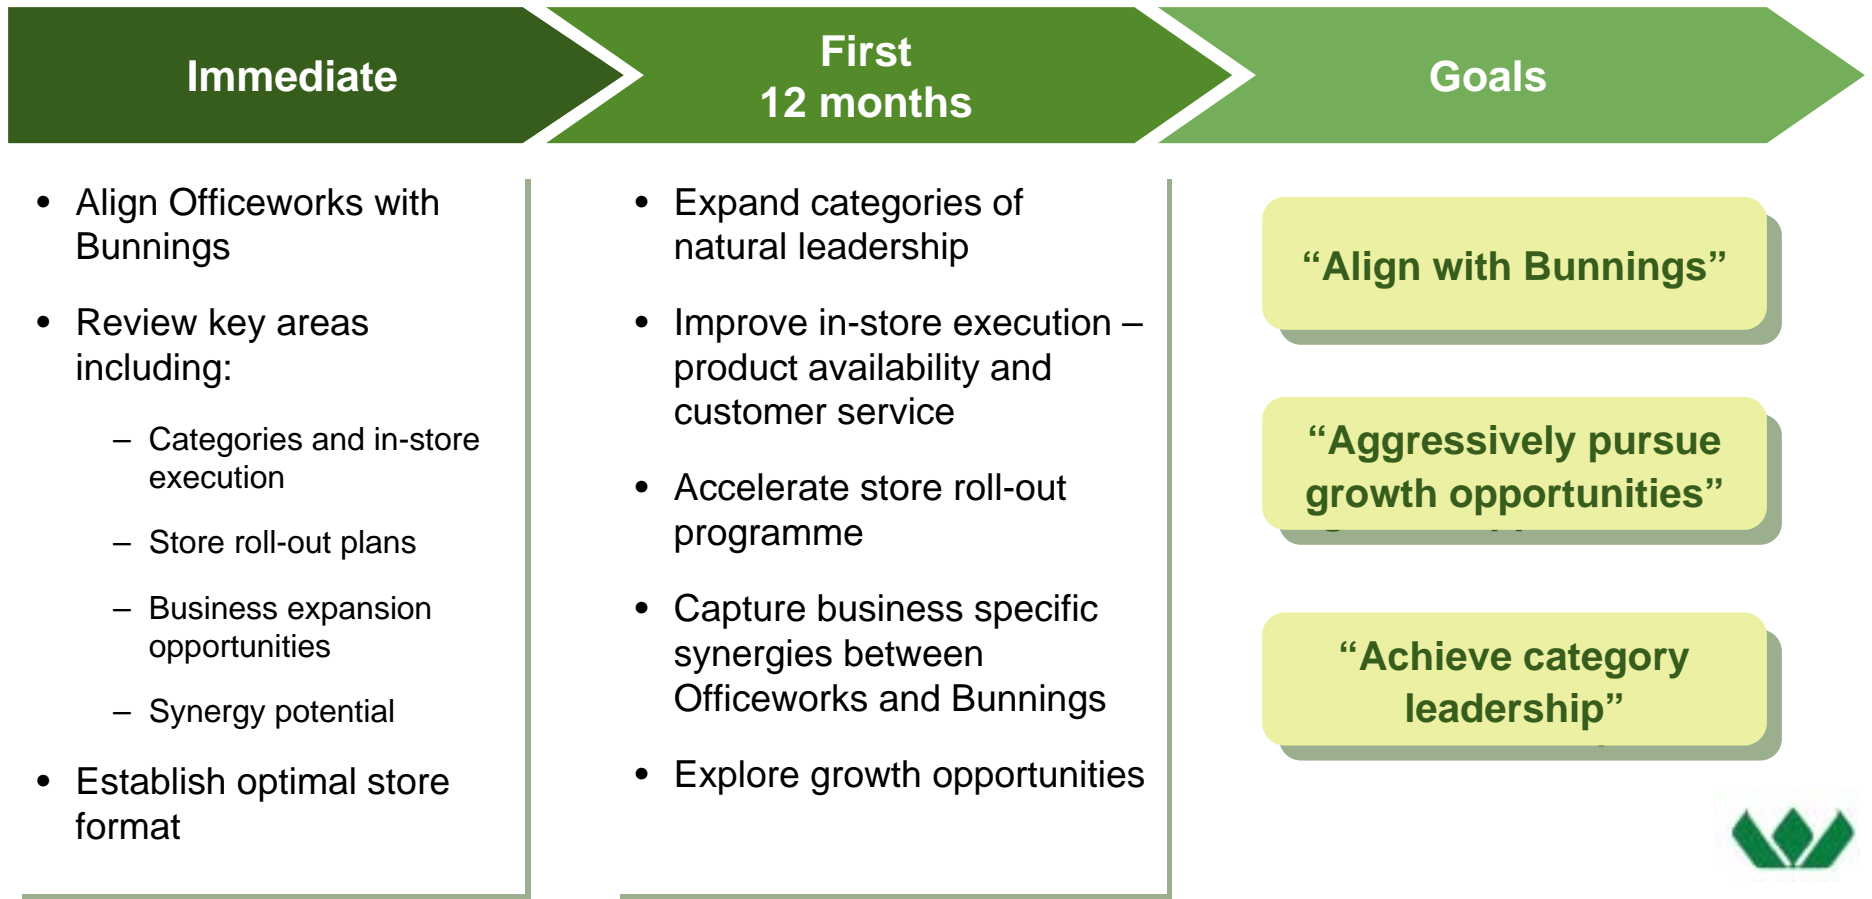 Immediate
First
12 months
Goals
• Align Officeworks with
Bunnings
• Review key areas
including:
– Categories and in-store
execution
– Store roll-out plans
– Business expansion
opportunities
– Synergy potential
• Establish optimal store
format
• Expand categories of
natural leadership
• Improve in-store execution –
product availability and
customer service
• Accelerate store roll-out
programme
• Capture business specific
synergies between
Officeworks and Bunnings
• Explore growth opportunities
“Align with Bunnings”
“Aggressively pursue
growth opportunities”
“Achieve category
leadership”